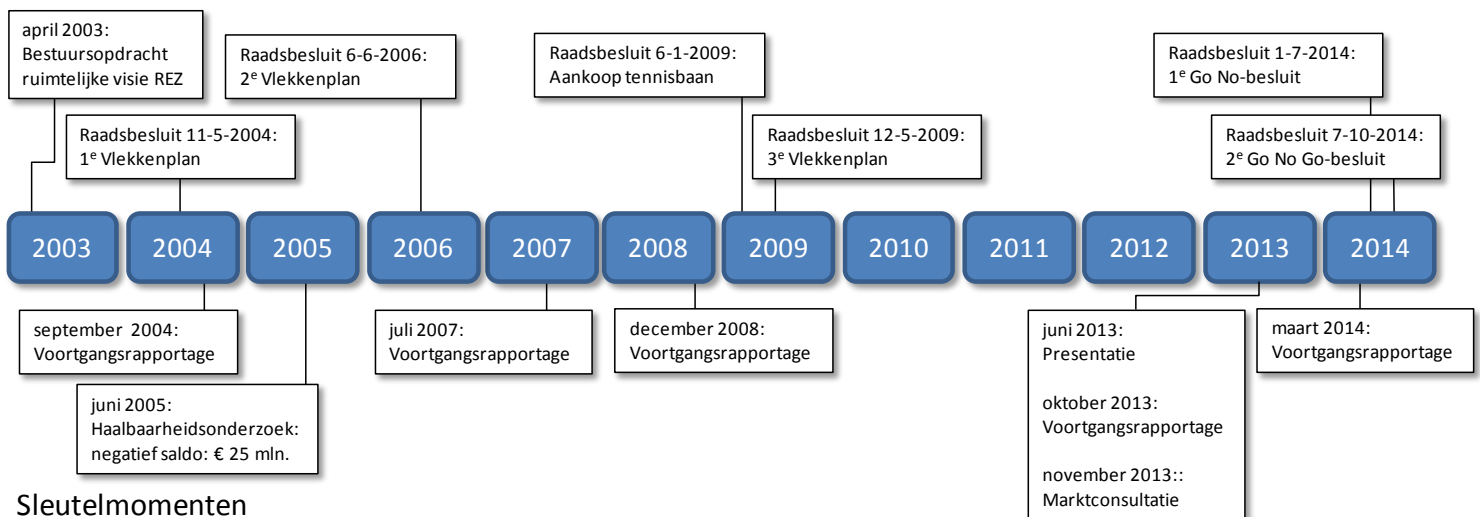 april 2003:
Bestuursopdracht
ruimtelijke visie REZ
Raadsbesluit 6-6-2006:
2e Vlekkenplan
Raadsbesluit 6-1-2009:
Aankoop tennisbaan
Raadsbesluit 1-7-2014:
1e Go No-besluit
Raadsbesluit 11-5-2004:
1e Vlekkenplan
Raadsbesluit 12-5-2009:
3e Vlekkenplan
Raadsbesluit 7-10-2014:
2e Go No Go-besluit
2003 2004 2005 2006 2007 2008 2009 2010 2011 2012 2013 2014
september 2004:
Voortgangsrapportage
juli 2007:
Voortgangsrapportage
december 2008:
Voortgangsrapportage
juni 2013:
Presentatie
oktober 2013:
Voortgangsrapportage
november 2013::
Marktconsultatie
maart 2014:
Voortgangsrapportage
juni 2005:
Haalbaarheidsonderzoek:
negatief saldo: € 25 mln.
Sleutelmomenten